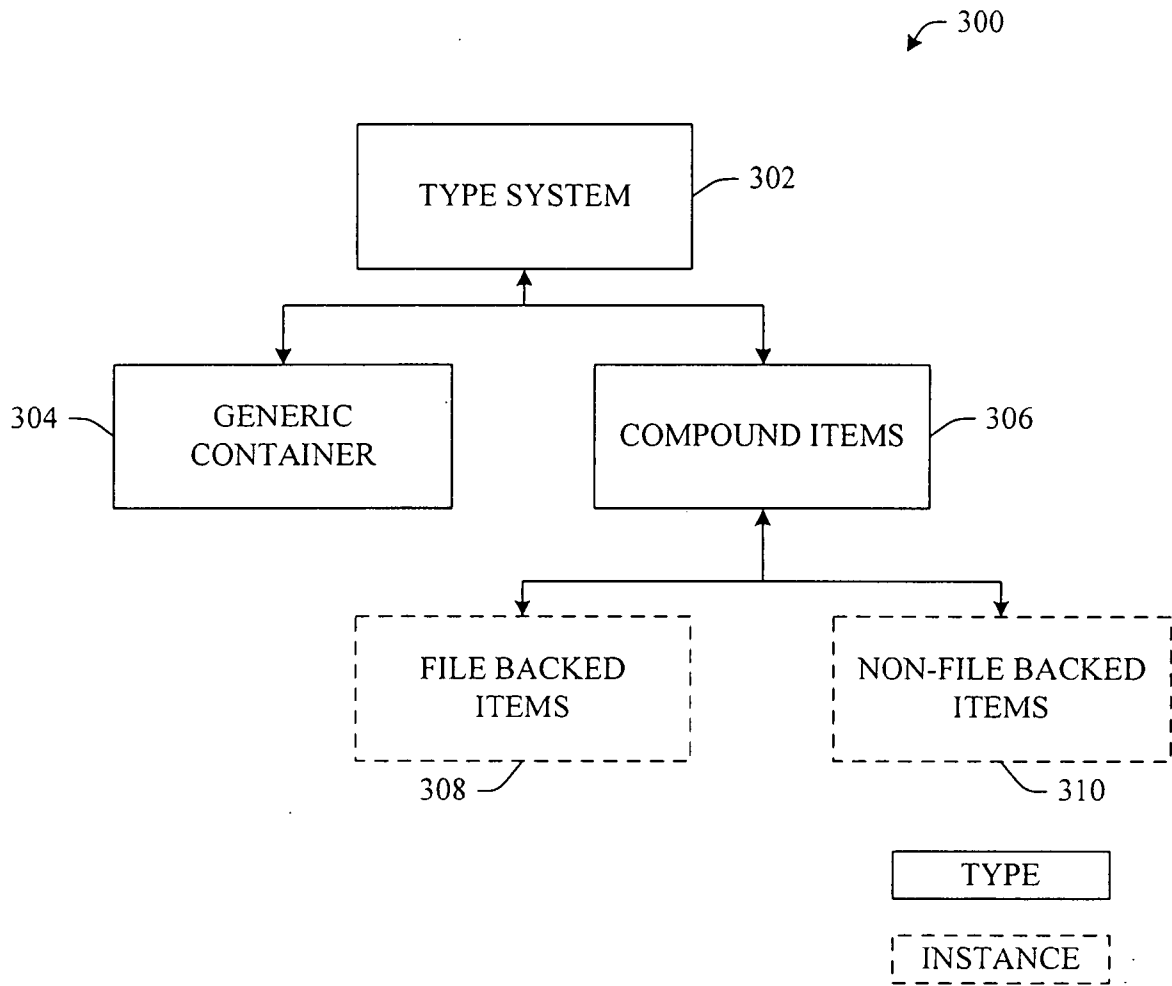 300
TYPE SYSTEM
302
304
GENERIC
CONTAINER
COMPOUND ITEMS
306
FILE BACKED
ITEMS
NON-FILE BACKED
ITEMS
308
310
TYPE
INSTANCE